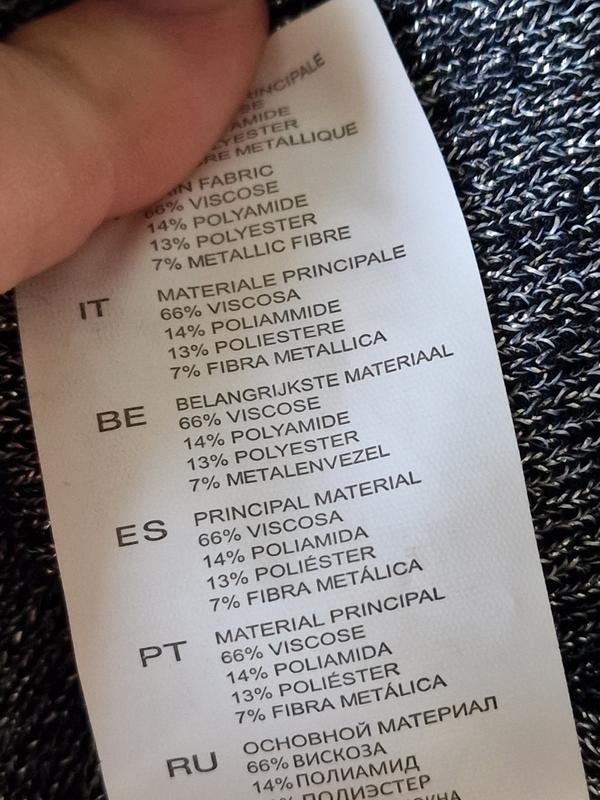 METALLIQUE
FABRIC
66% VISCOSE
14% POLYAMIDE
13% POLYESTER
7% METALLIC FIBRE
IT MATERIALE PRINCIPALE
66% VISCOSA
14% POLIAMMIDE
13% POLIESTERE
7% FIBRA METALLICA
BE BELANGRIJKSTE MATERIAAL
66% VISCOSE
14% POLYAMIDE
13% POLYESTER
7% METALENVEZEL
ES PRINCIPAL MATERIAL
66% VISCOSA
14% POLIAMIDA
13% POLIÉSTER
7% FIBRA METÁLICA
PT MATERIAL PRINCIPAL
66% VISCOSE
14% POLIAMIDA
13% POLIÉSTER
7% FIBRA METÁLICA
RU ОСНОВНОЙ МАТЕРИАЛ
66% ВИСКОЗА
14% ПОЛИАМИД
ПОЛИЭСТЕР